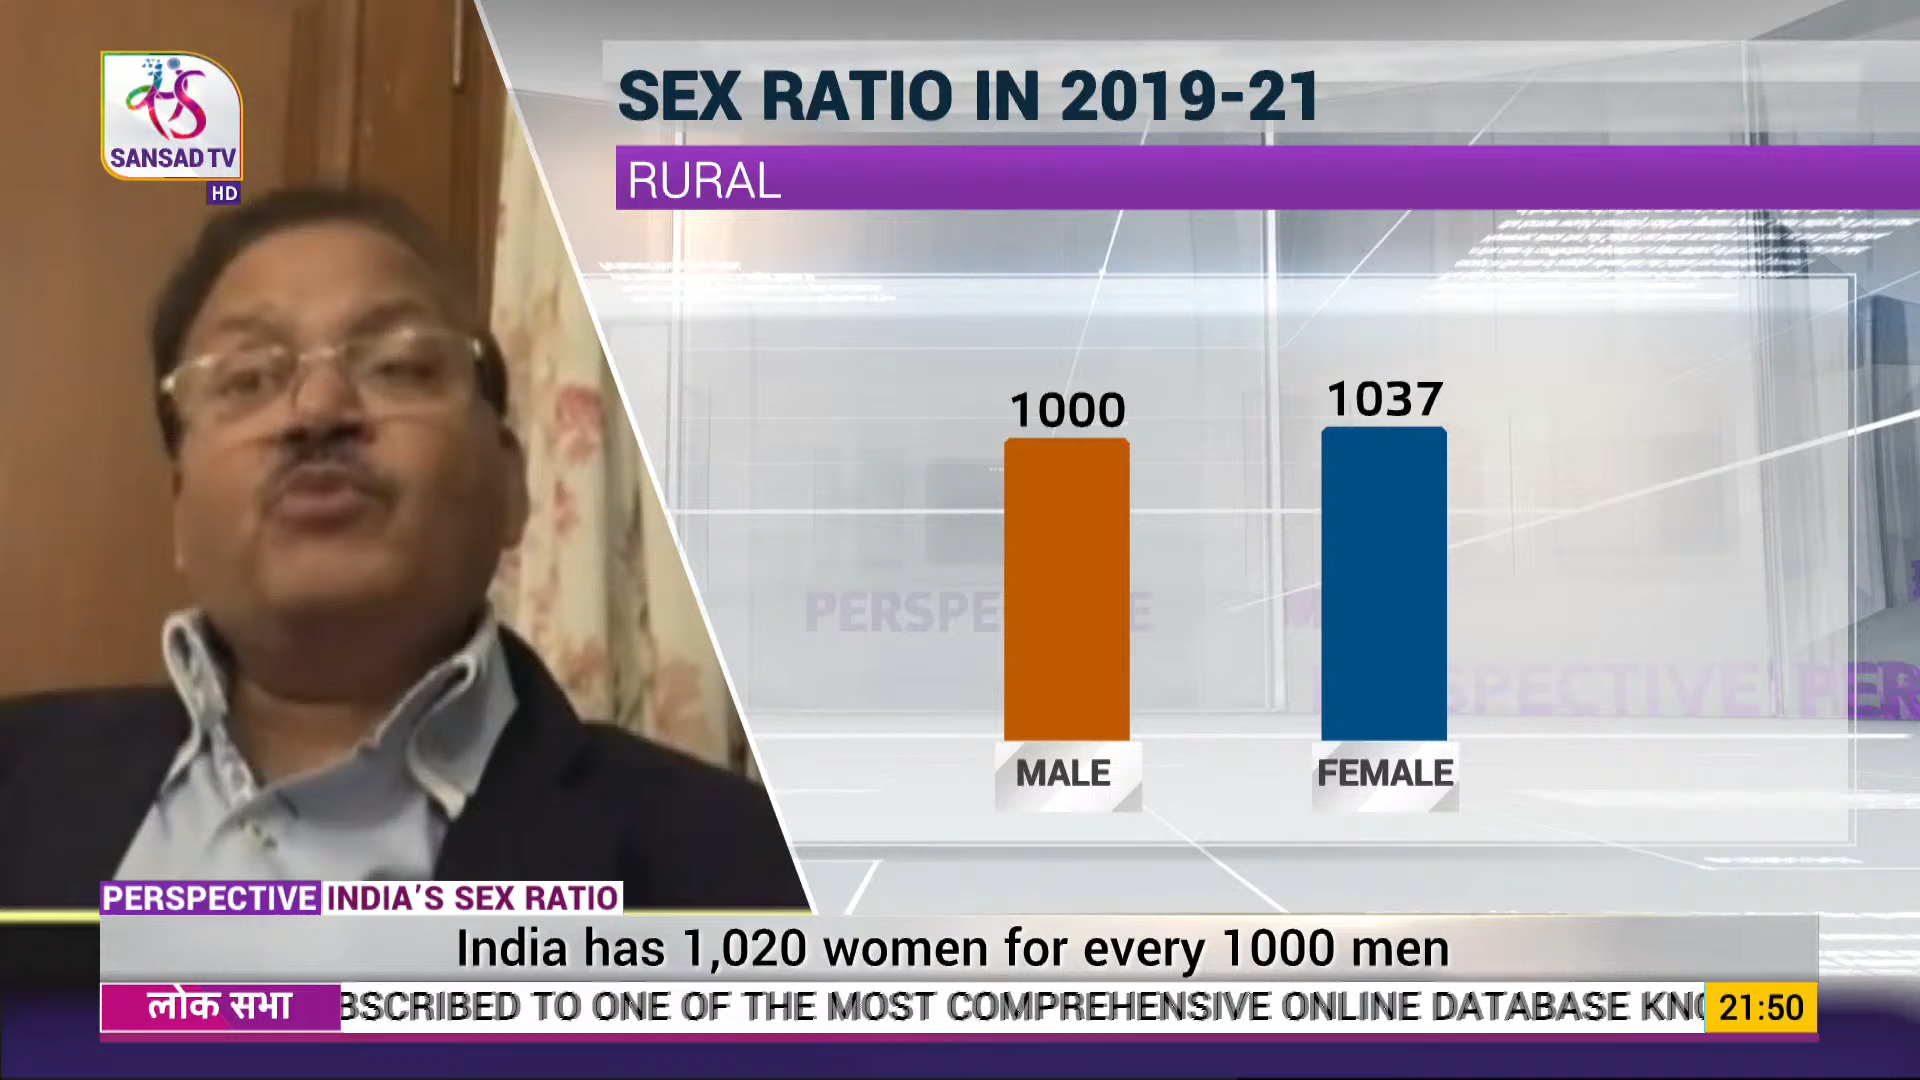 SANSAD TV
HD
SEX RATIO IN 2019-21
RURAL
1000
1037
MALE
FEMALE
PERSPECTIVE
INDIA'S SEX RATIO
India has 1,020 women for every 1000 men
लोक सभा
TO ONE OF THE MOST COMPREHENSIVE ONLINE DATABASE
21:50